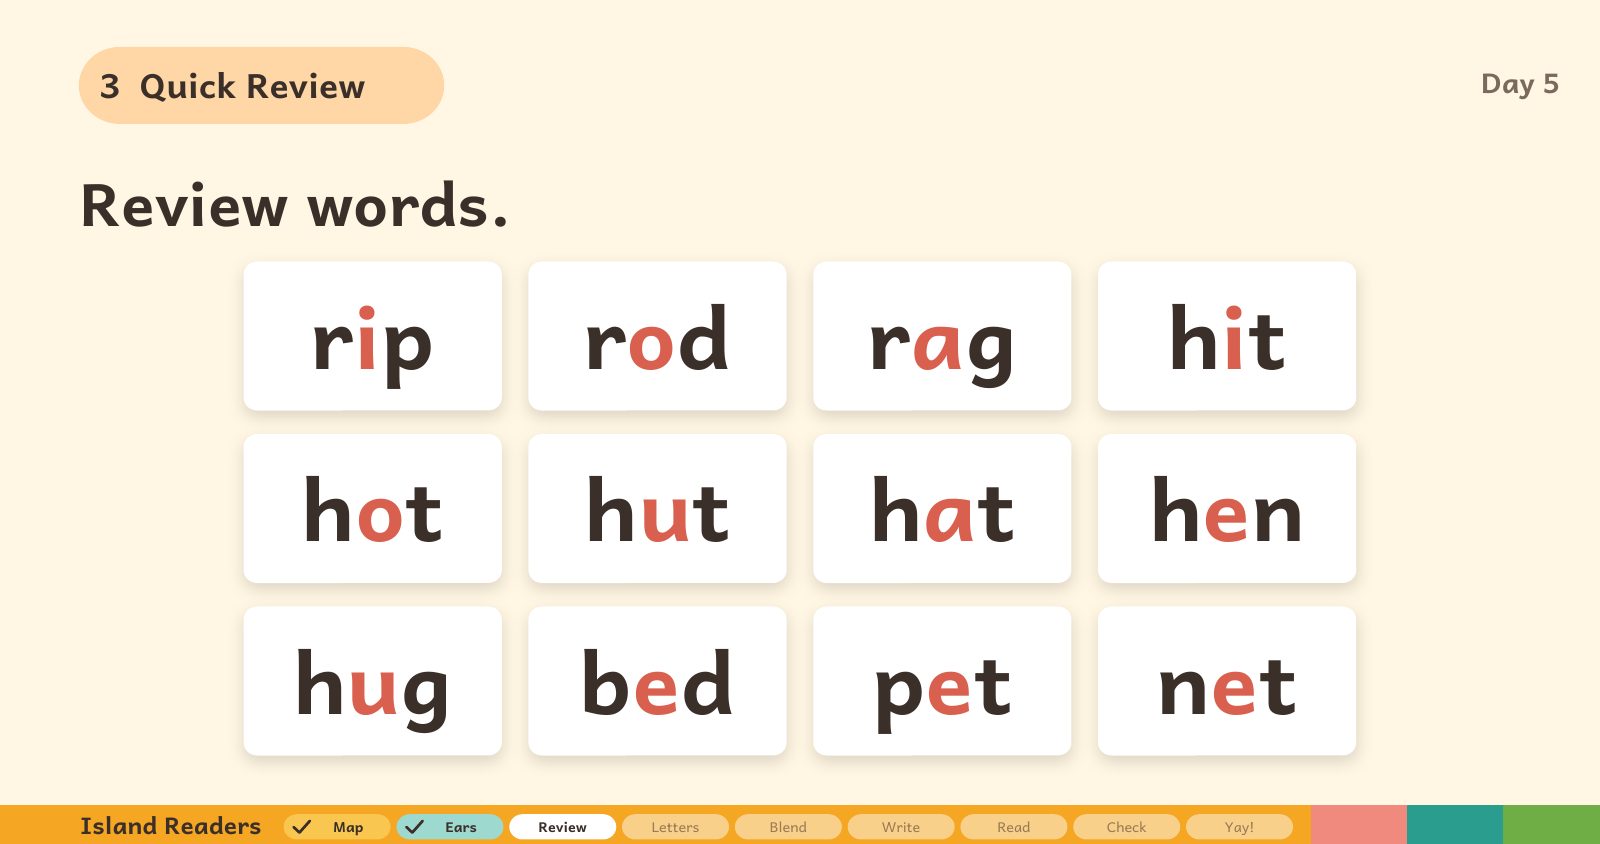 3 Quick Review
Day 5
Review words.
rip rod rag hit
hot hut hat hen
hug bed pet net
Island Readers Map Ears Review Letters Blend Write Read Check Yay!